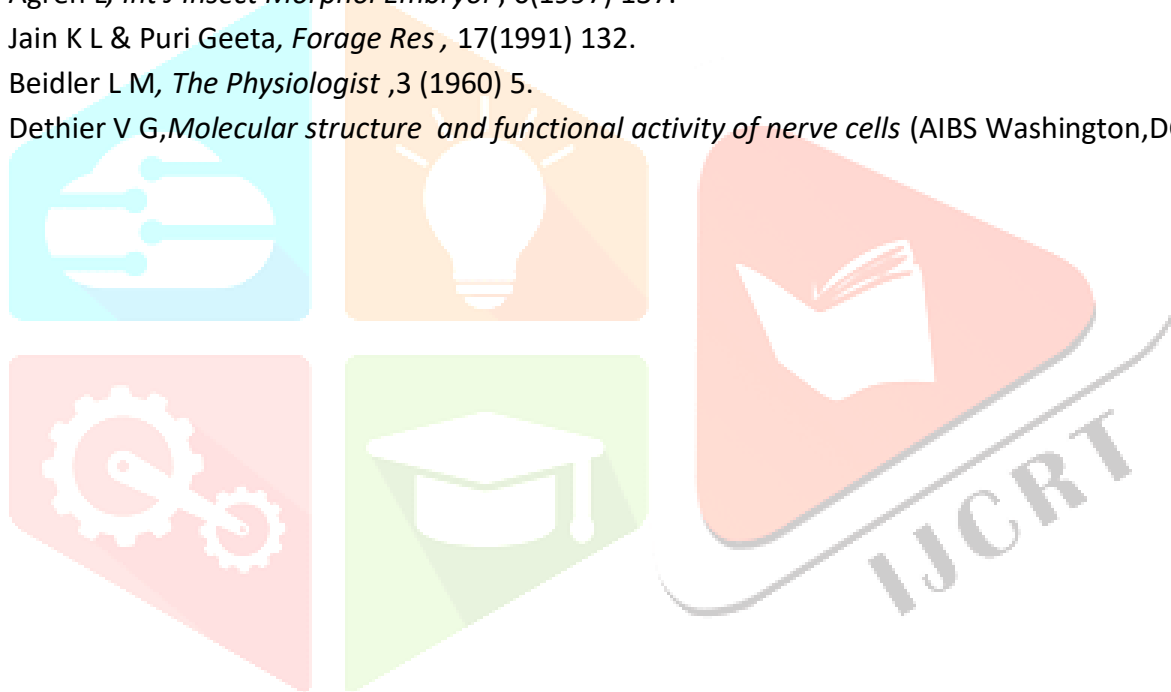 Jain K L & Puri Geeta, Forage Res , 17(1991) 132.
Beidler L M, The Physiologist ,3 (1960) 5.
Dethier V G,Molecular structure and functional activity of nerve cells (AIBS Washington,D
IJCRT